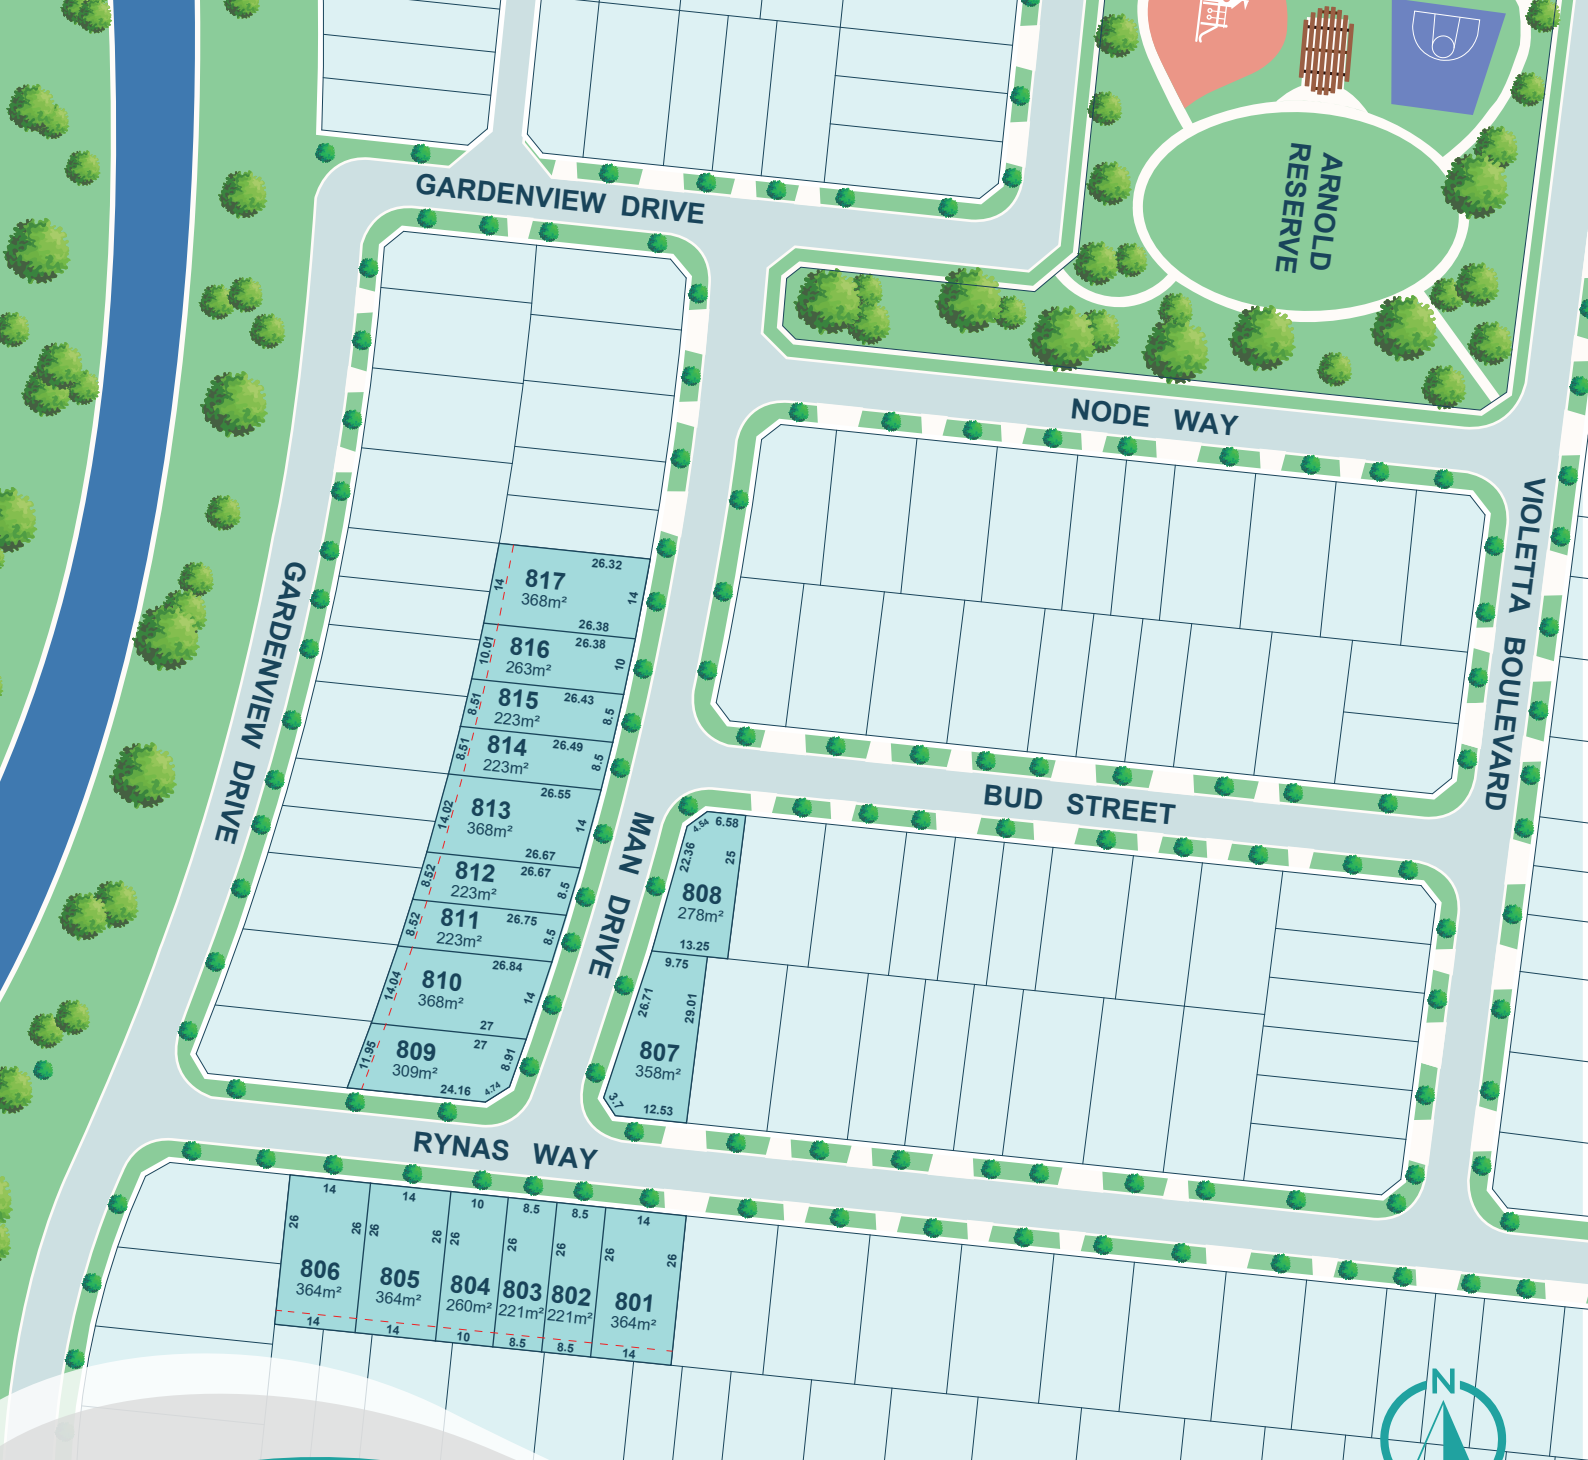 GARDENVIEW DRIVE
ARNOLD
RESERVE
NODE WAY
VIOLETTA BOULEVARD
GARDENVIEW DRIVE
26.32
817
368m²
14
14
26.38
26.38
816
263m²
10.01
10
26.43
815
223m²
8.51
8.5
26.49
814
223m²
8.51
8.5
26.55
813
368m²
14.02
14
26.67
26.67
812
223m²
8.52
8.5
26.75
811
223m²
8.52
8.5
26.84
810
368m²
14.04
14
27
27
809
309m²
11.95
8.91
24.16
4.74
MAN DRIVE
BUD STREET
4.54
6.58
22.36
25
808
278m²
13.25
9.75
26.71
29.01
807
358m²
3.7
12.53
RYNAS WAY
14
26
26
806
364m²
14
14
26
26
805
364m²
14
10
26
804
260m²
10
8.5
26
803
221m²
8.5
8.5
26
802
221m²
8.5
14
26
26
801
364m²
14
N